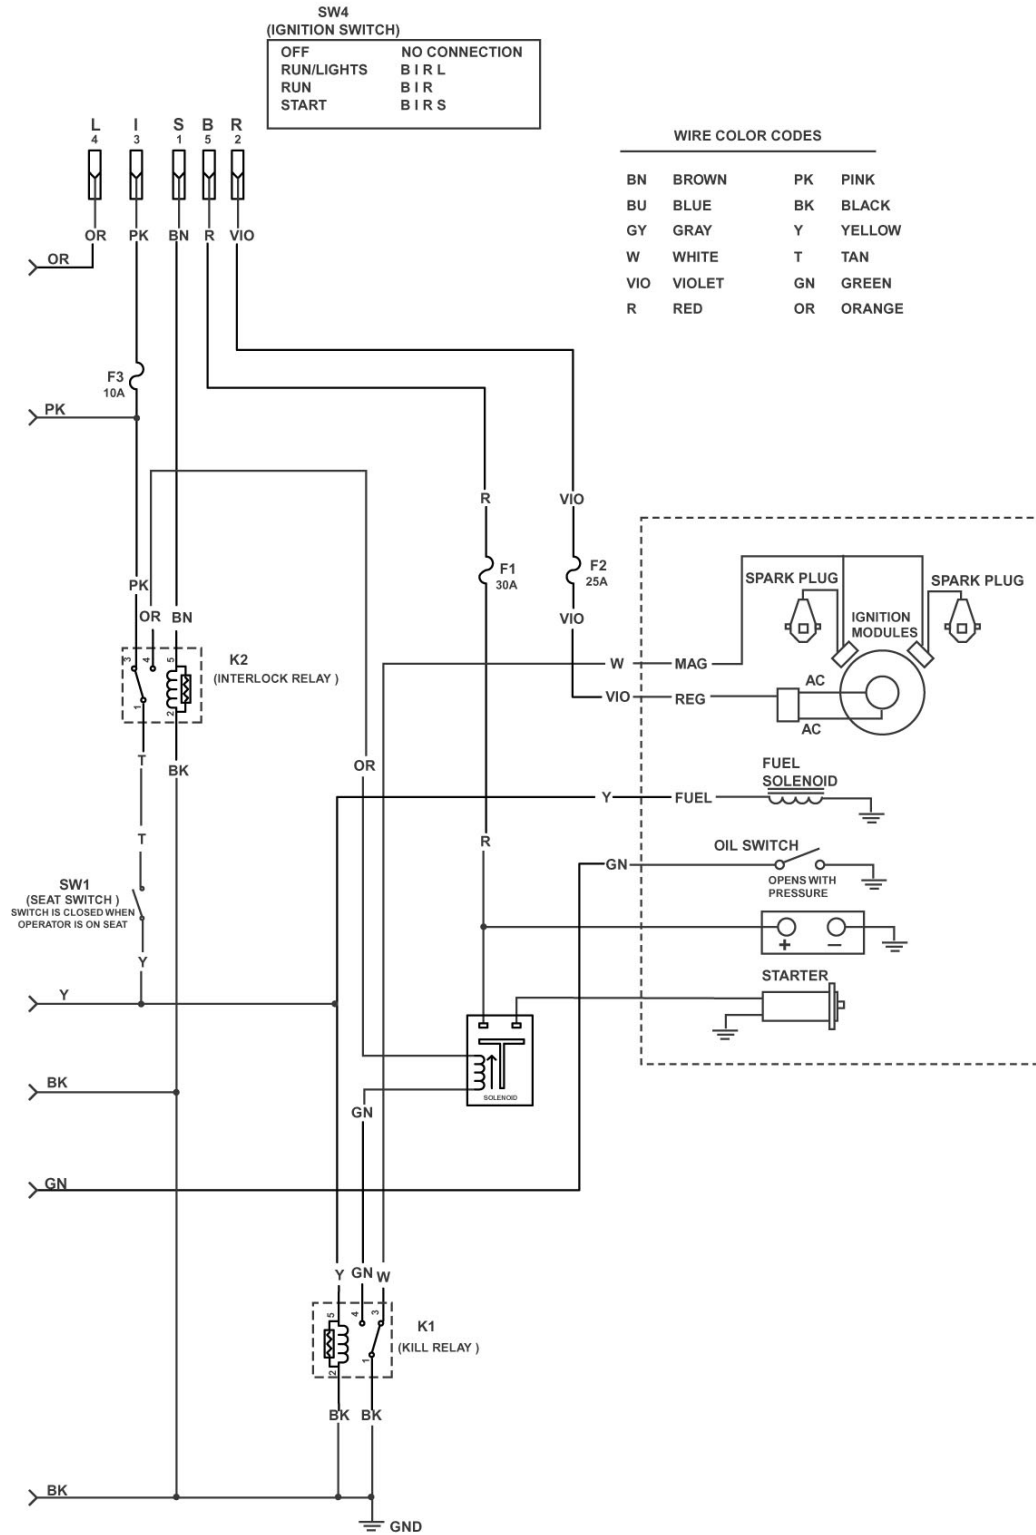 SW4
(IGNITION SWITCH)
OFF NO CONNECTION
RUN/LIGHTS B I R L
RUN B I R
START B I R S
L I S B R
4 3 1 5 2
OR PK BN R VIO
OR
WIRE COLOR CODES
BN BROWN PK PINK
BU BLUE BK BLACK
GY GRAY Y YELLOW
W WHITE T TAN
VIO VIOLET GN GREEN
R RED OR ORANGE
F3
10A
PK
R VIO
F1
30A
F2
25A
PK
OR BN
VIO
3 4 5
K2
(INTERLOCK RELAY )
1 2
T
BK
OR
SPARK PLUG
SPARK PLUG
IGNITION
MODULES
W MAG
AC
VIO REG
AC
FUEL
SOLENOID
Y FUEL
T
R
OIL SWITCH
GN
OPENS WITH
PRESSURE
SW1
(SEAT SWITCH )
SWITCH IS CLOSED WHEN
OPERATOR IS ON SEAT
+ −
Y
STARTER
Y
BK
SOLENOID
GN
GN
Y GN W
5 4 3
K1
(KILL RELAY )
2 1
BK BK
BK
GND